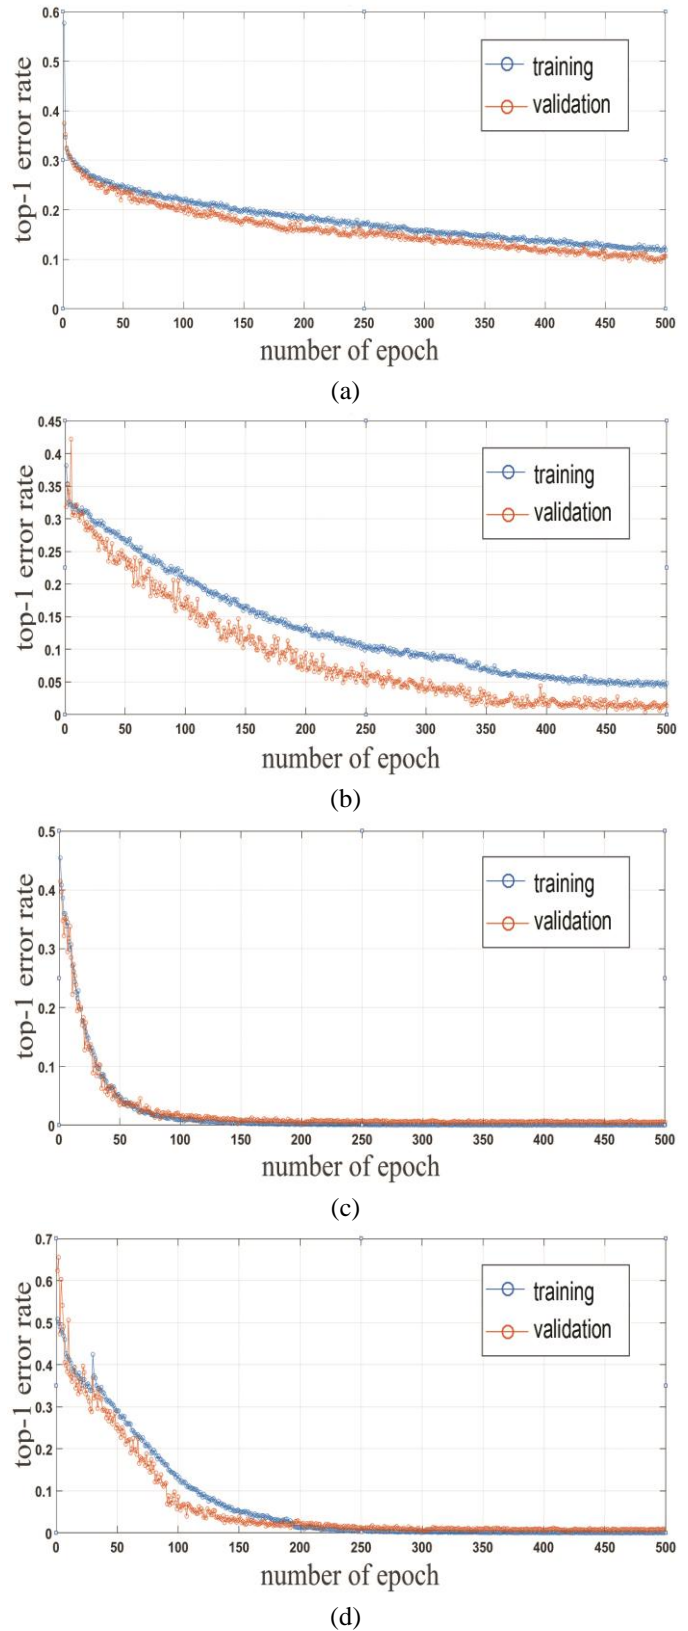 0.6
0.5
0.4
0.3
0.2
0.1
0
top-1 error rate
training
validation
0 50 100 150 200 250 300 350 400 450 500
number of epoch
(a)
0.45
0.4
0.35
0.3
0.25
0.2
0.15
0.1
0.05
0
top-1 error rate
training
validation
0 50 100 150 200 250 300 350 400 450 500
number of epoch
(b)
0.5
0.4
0.3
0.2
0.1
0
top-1 error rate
training
validation
0 50 100 150 200 250 300 350 400 450 500
number of epoch
(c)
0.7
0.6
0.5
0.4
0.3
0.2
0.1
0
top-1 error rate
training
validation
0 50 100 150 200 250 300 350 400 450 500
number of epoch
(d)